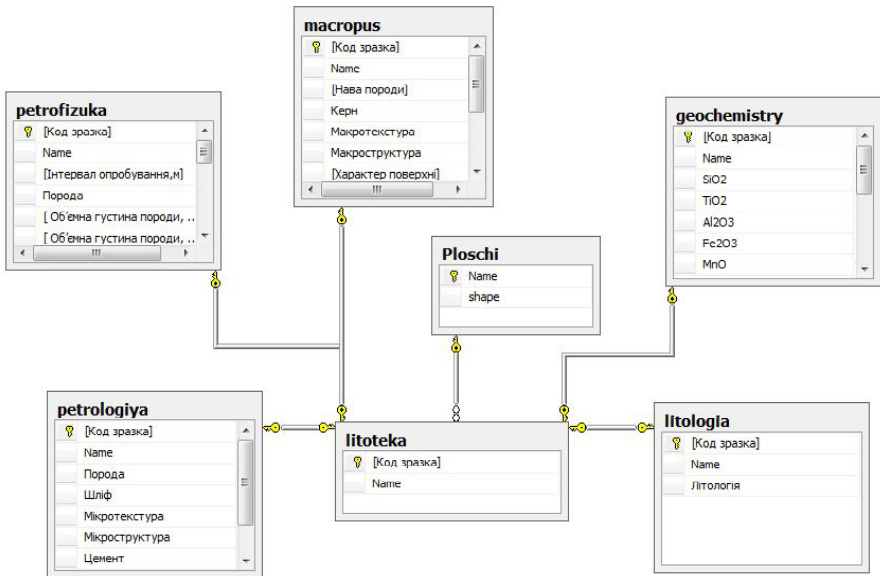 macropus
[Код зразка]
Name
[Нава породи]
Керн
Макротекстура
Макроструктура
[Характер поверхні]
petrofizuka
[Код зразка]
Name
[Інтервал опробування,м]
Порода
[ Об'ємна густина породи, ..
[ Об'ємна густина породи, ..
geochemistry
[Код зразка]
Name
SiO2
TiO2
Al2O3
Fe2O3
MnO
Ploschi
Name
shape
petrologiya
[Код зразка]
Name
Порода
Шліф
Мікротекстура
Мікроструктура
Цемент
litoteka
[Код зразка]
Name
litologia
[Код зразка]
Name
Літологія